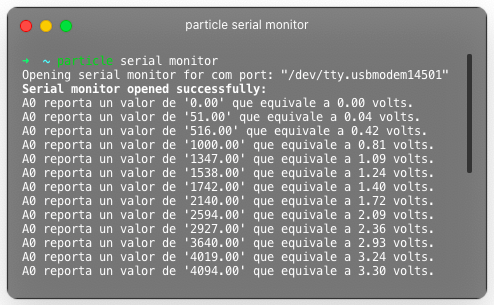 particle serial monitor
➜ ~ particle serial monitor
Opening serial monitor for com port: "/dev/tty.usbmodem14501"
Serial monitor opened successfully:
A0 reporta un valor de '0.00' que equivale a 0.00 volts.
A0 reporta un valor de '51.00' que equivale a 0.04 volts.
A0 reporta un valor de '516.00' que equivale a 0.42 volts.
A0 reporta un valor de '1000.00' que equivale a 0.81 volts.
A0 reporta un valor de '1347.00' que equivale a 1.09 volts.
A0 reporta un valor de '1538.00' que equivale a 1.24 volts.
A0 reporta un valor de '1742.00' que equivale a 1.40 volts.
A0 reporta un valor de '2140.00' que equivale a 1.72 volts.
A0 reporta un valor de '2594.00' que equivale a 2.09 volts.
A0 reporta un valor de '2927.00' que equivale a 2.36 volts.
A0 reporta un valor de '3640.00' que equivale a 2.93 volts.
A0 reporta un valor de '4019.00' que equivale a 3.24 volts.
A0 reporta un valor de '4094.00' que equivale a 3.30 volts.